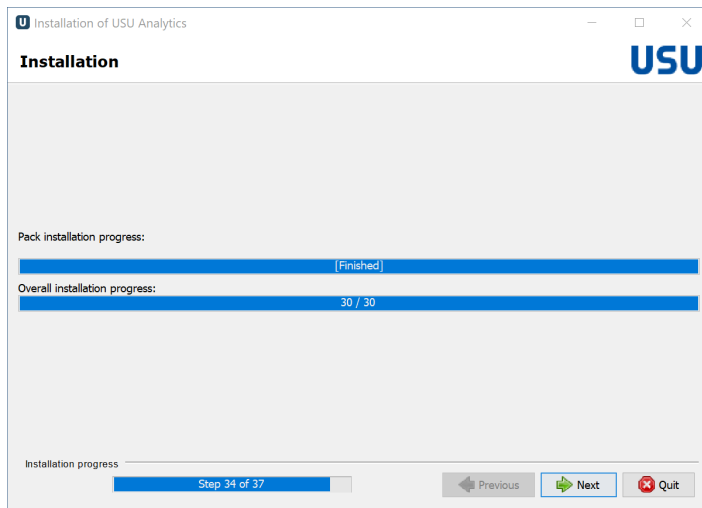 U Installation of USU Analytics
Installation
USU
Pack installation progress:
[Finished]
Overall installation progress:
30 / 30
Installation progress
Step 34 of 37
Previous
Next
Quit